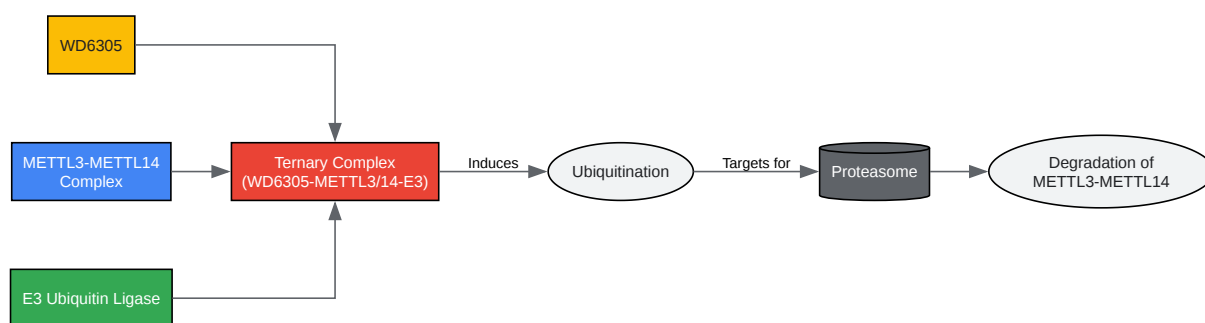 WD6305
METTL3-METTL14
Complex
Ternary Complex
(WD6305-METTL3/14-E3)
Induces
Ubiquitination
Targets for
Proteasome
Degradation of
METTL3-METTL14
E3 Ubiquitin Ligase